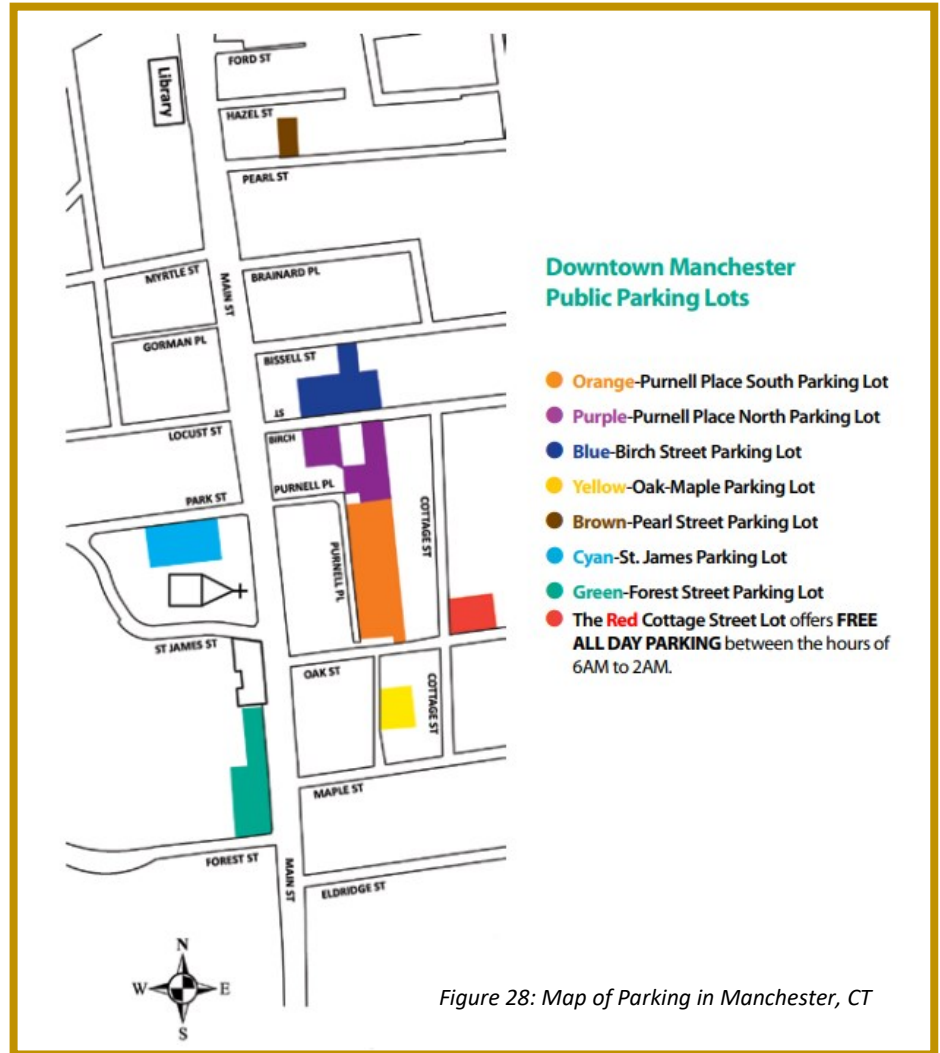 FORD ST
Library
HAZEL ST
PEARL ST
MYRTLE ST
MAIN ST
BRAINARD PL
GORMAN PL
BISSELL ST
ST
LOCUST ST
BIRCH
PURNELL PL
PARK ST
COTTAGE ST
PURNELL PL
ST JAMES ST
OAK ST
COTTAGE ST
MAPLE ST
FOREST ST
MAIN ST
ELDRIDGE ST
N
W
E
S
Downtown Manchester
Public Parking Lots
Orange-Purnell Place South Parking Lot
Purple-Purnell Place North Parking Lot
Blue-Birch Street Parking Lot
Yellow-Oak-Maple Parking Lot
Brown-Pearl Street Parking Lot
Cyan-St. James Parking Lot
Green-Forest Street Parking Lot
The Red Cottage Street Lot offers FREE
ALL DAY PARKING between the hours of
6AM to 2AM.
Figure 28: Map of Parking in Manchester, CT